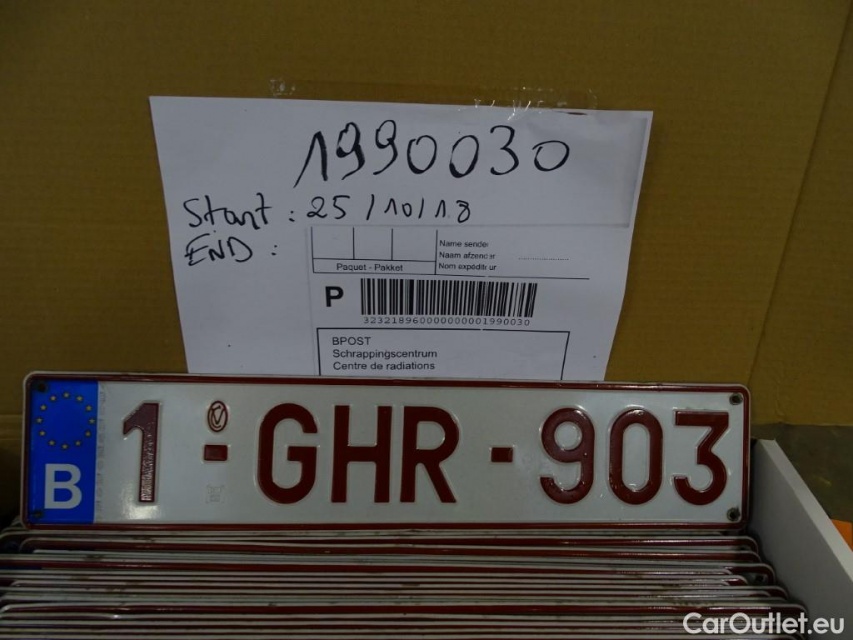 1990030
Start : 25/10/18
END :
Name sender
Naam afzender
Nom expéditeur
Paquet - Pakket
P
323218960000000001990030
BPOST
Schrappingscentrum
Centre de radiations
B 1-GHR-903
CarOutlet.eu